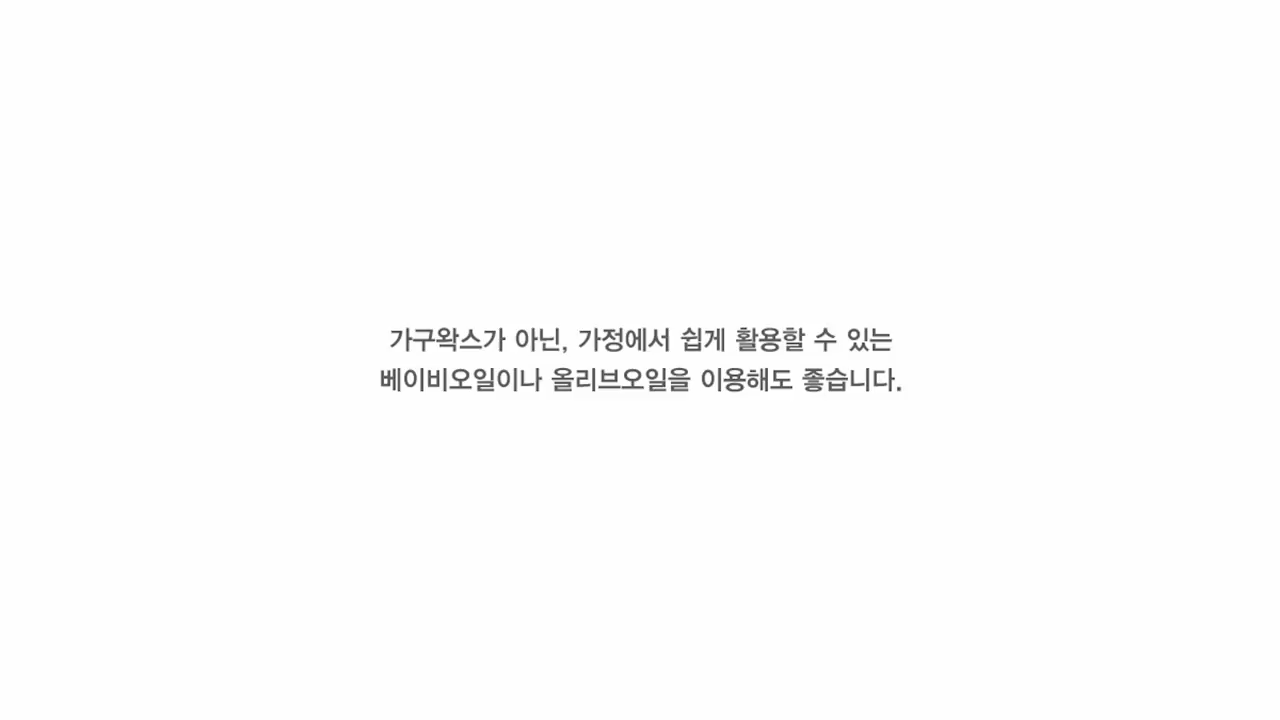 가구왁스가 아닌, 가정에서 쉽게 활용할 수 있는
베이비오일이나 올리브오일을 이용해도 좋습니다.